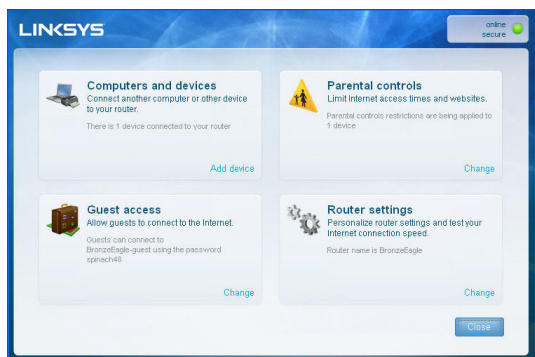 LINKSYS
online
secure
Computers and devices
Connect another computer or other device
to your router.
There is 1 device connected to your router
Add device
Parental controls
Limit Internet access times and websites.
Parental controls restrictions are being applied to
1 device
Change
Guest access
Allow guests to connect to the Internet.
Guests can connect to
BronzeEagle-guest using the password
spinach48
Change
Router settings
Personalize router settings and test your
Internet connection speed.
Router name is BronzeEagle
Change
Close